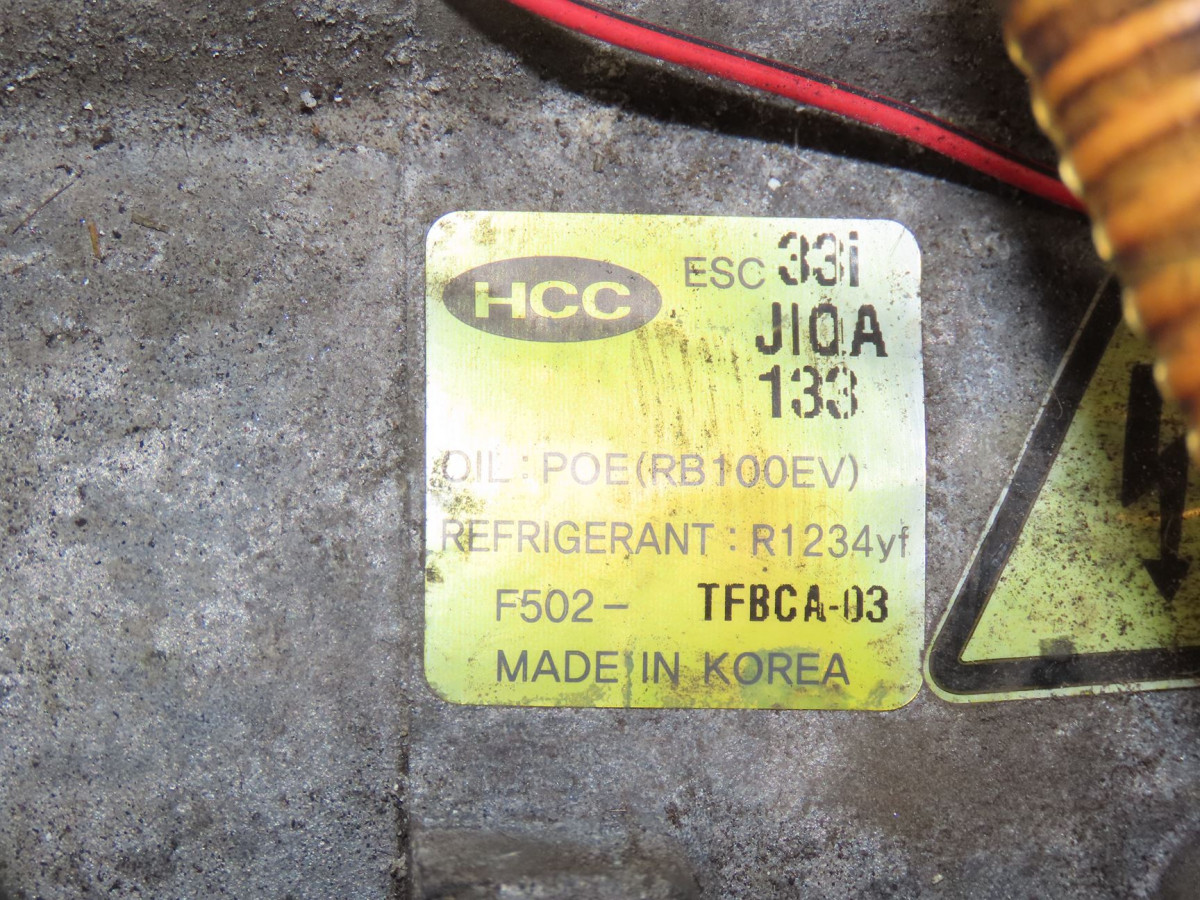 HCC ESC 33i
JIQA
133
OIL : POE(RB100EV)
REFRIGERANT : R1234yf
F502- TFBCA-03
MADE IN KOREA